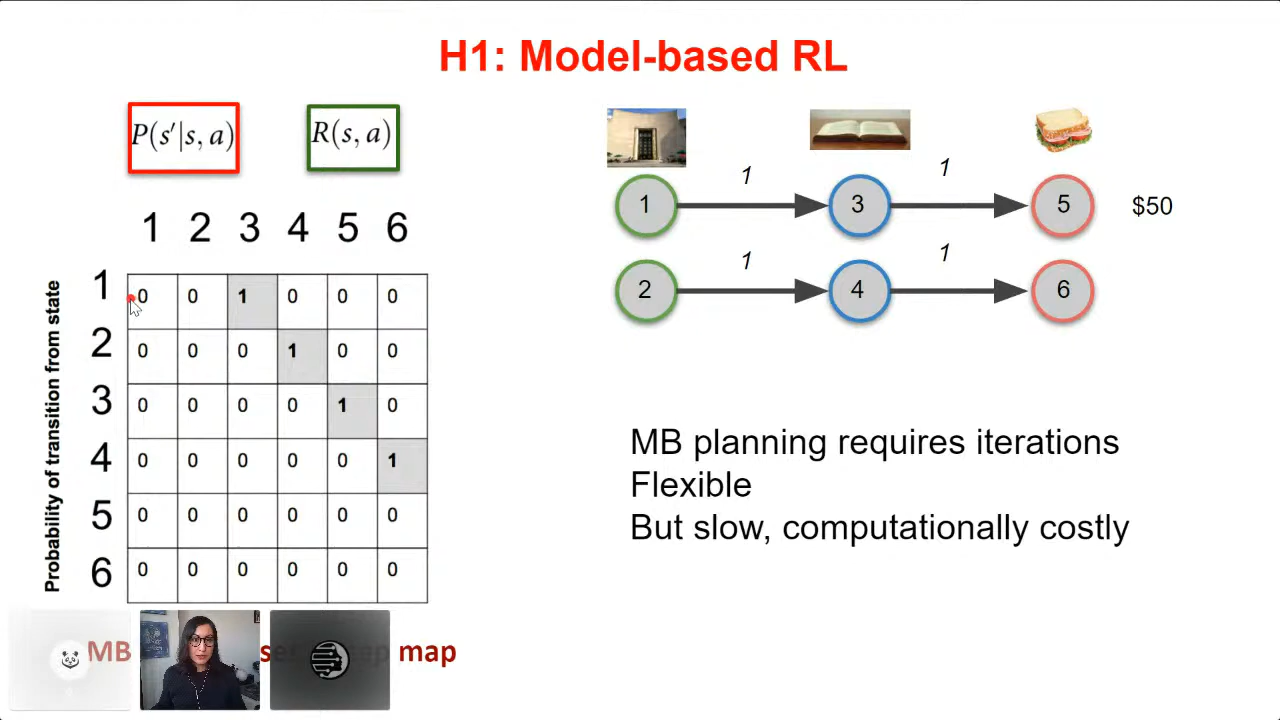 H1: Model-based RL
P(s′|s, a)
R(s, a)
1 2 3 4 5 6
Probability of transition from state
1 0 0 1 0 0 0
2 0 0 0 1 0 0
3 0 0 0 0 1 0
4 0 0 0 0 0 1
5 0 0 0 0 0 0
6 0 0 0 0 0 0
1 1
1 3 5 $50
1 1
2 4 6
MB planning requires iterations
Flexible
But slow, computationally costly
MB map